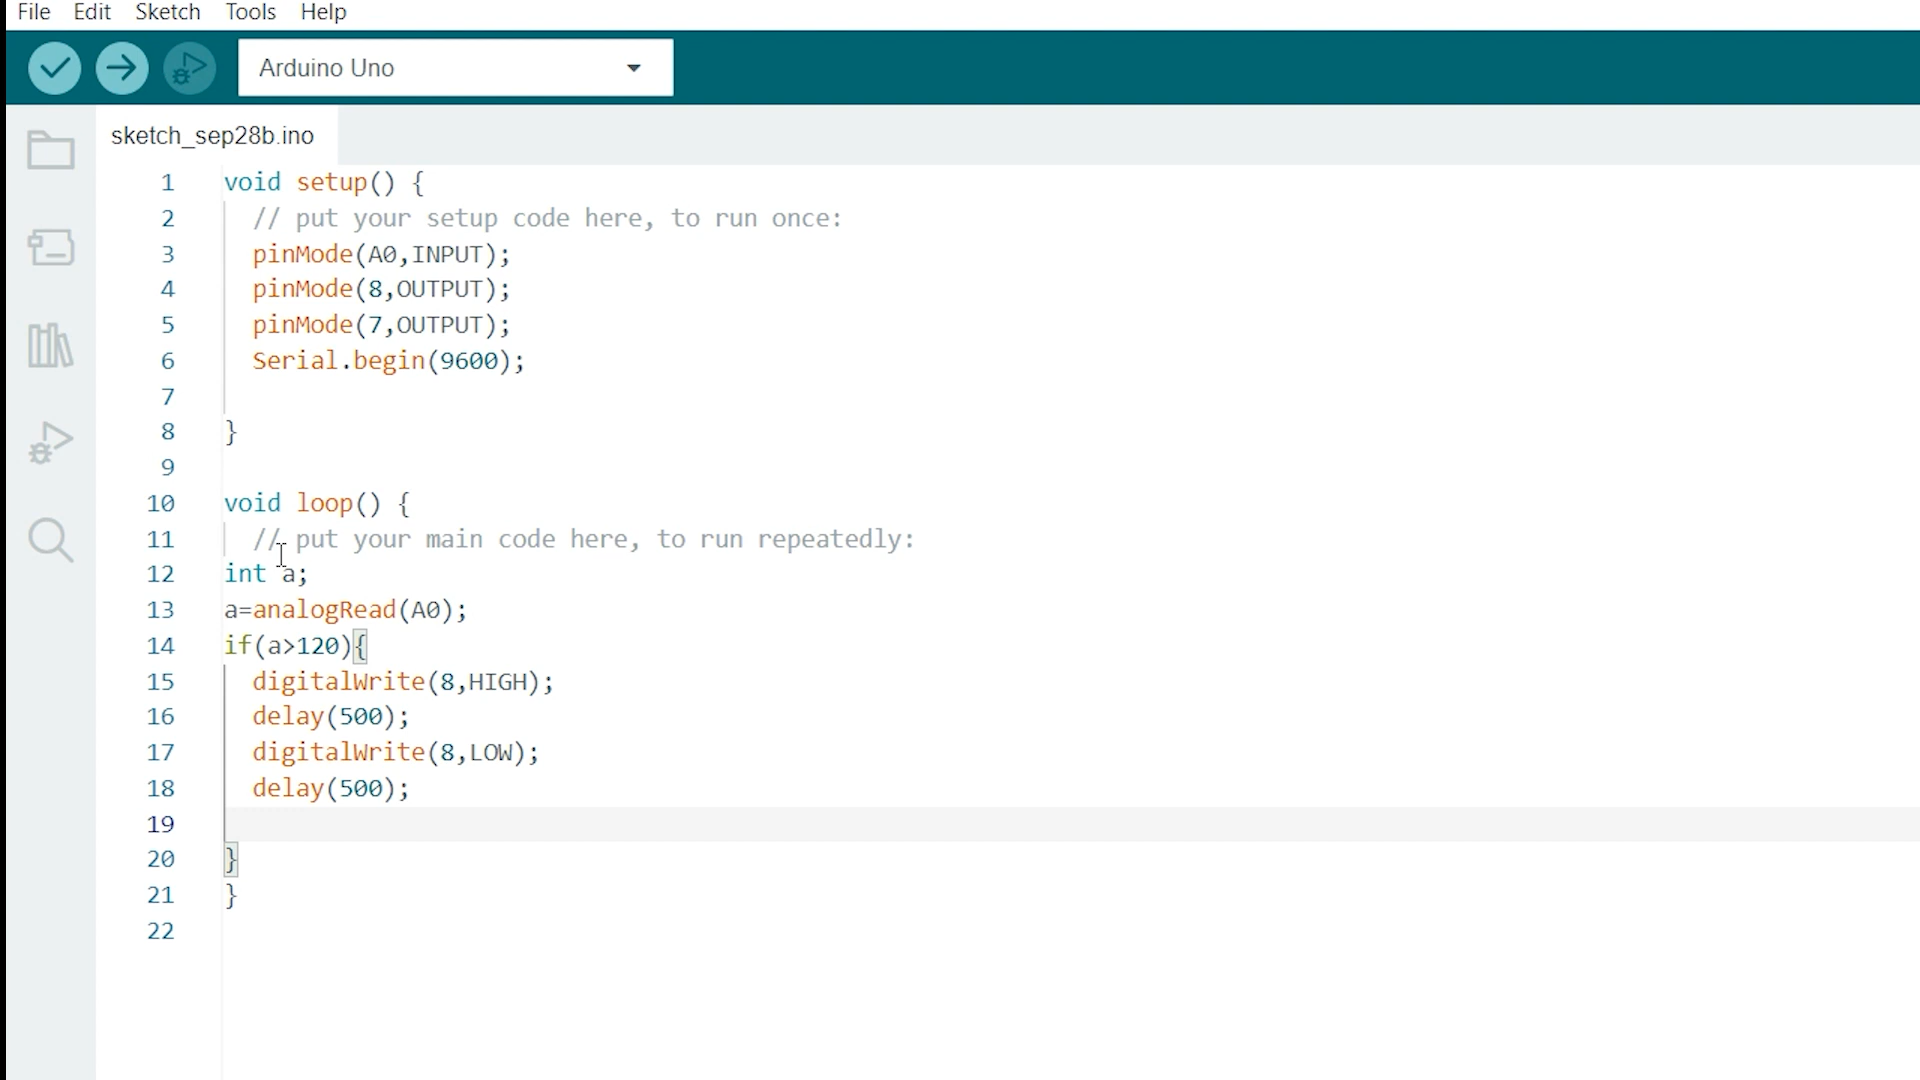 File Edit Sketch Tools Help
Arduino Uno
sketch_sep28b.ino
1 void setup() {
2 // put your setup code here, to run once:
3 pinMode(A0,INPUT);
4 pinMode(8,OUTPUT);
5 pinMode(7,OUTPUT);
6 Serial.begin(9600);
7
8 }
9
10 void loop() {
11 // put your main code here, to run repeatedly:
12 int a;
13 a=analogRead(A0);
14 if(a>120){
15 digitalWrite(8,HIGH);
16 delay(500);
17 digitalWrite(8,LOW);
18 delay(500);
19
20 }
21 }
22